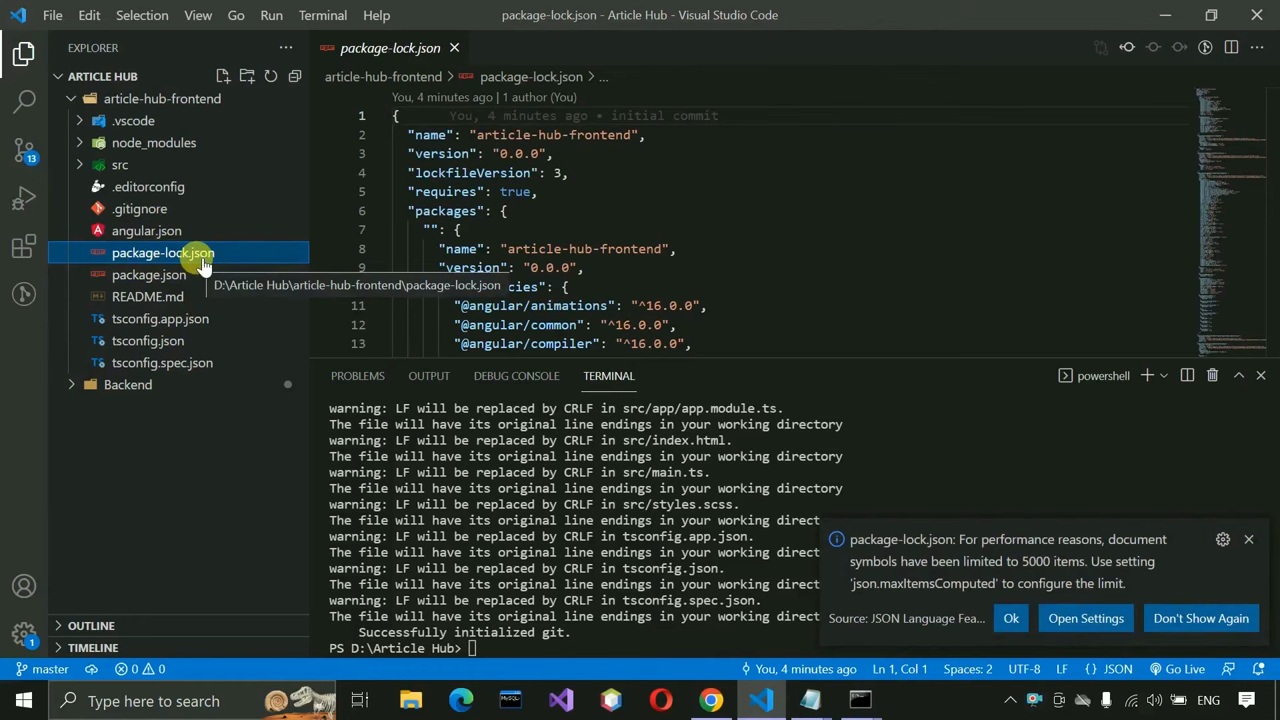 File Edit Selection View Go Run Terminal Help
package-lock.json - Article Hub - Visual Studio Code
EXPLORER
ARTICLE HUB
article-hub-frontend
.vscode
node_modules
src
.editorconfig
.gitignore
angular.json
package-lock.json
package.json
README.md
tsconfig.app.json
tsconfig.json
tsconfig.spec.json
Backend
OUTLINE
TIMELINE
13
1
D:\Article Hub\article-hub-frontend\package-lock.json
package-lock.json
article-hub-frontend > package-lock.json > ...
You, 4 minutes ago | 1 author (You)
1 { You, 4 minutes ago • initial commit
2 "name": "article-hub-frontend",
3 "version": "0.0.0",
4 "lockfileVersion": 3,
5 "requires": true,
6 "packages": {
7 "": {
8 "name": "article-hub-frontend",
9 "version": "0.0.0",
cies": {
11 "@angular/animations": "^16.0.0",
12 "@angular/common": "^16.0.0",
13 "@angular/compiler": "^16.0.0",
PROBLEMS OUTPUT DEBUG CONSOLE TERMINAL
powershell
warning: LF will be replaced by CRLF in src/app/app.module.ts.
The file will have its original line endings in your working directory
warning: LF will be replaced by CRLF in src/index.html.
The file will have its original line endings in your working directory
warning: LF will be replaced by CRLF in src/main.ts.
The file will have its original line endings in your working directory
warning: LF will be replaced by CRLF in src/styles.scss.
The file will have its original line endings in your working direct
warning: LF will be replaced by CRLF in tsconfig.app.json.
The file will have its original line endings in your working direct
warning: LF will be replaced by CRLF in tsconfig.json.
The file will have its original line endings in your working direct
warning: LF will be replaced by CRLF in tsconfig.spec.json.
The file will have its original line endings in your working direct
Successfully initialized git.
PS D:\Article Hub>
package-lock.json: For performance reasons, document
symbols have been limited to 5000 items. Use setting
'json.maxItemsComputed' to configure the limit.
Source: JSON Language Fea... Ok Open Settings Don't Show Again
master 0 0 You, 4 minutes ago Ln 1, Col 1 Spaces: 2 UTF-8 LF {} JSON Go Live
Type here to search
MySQL
ENG